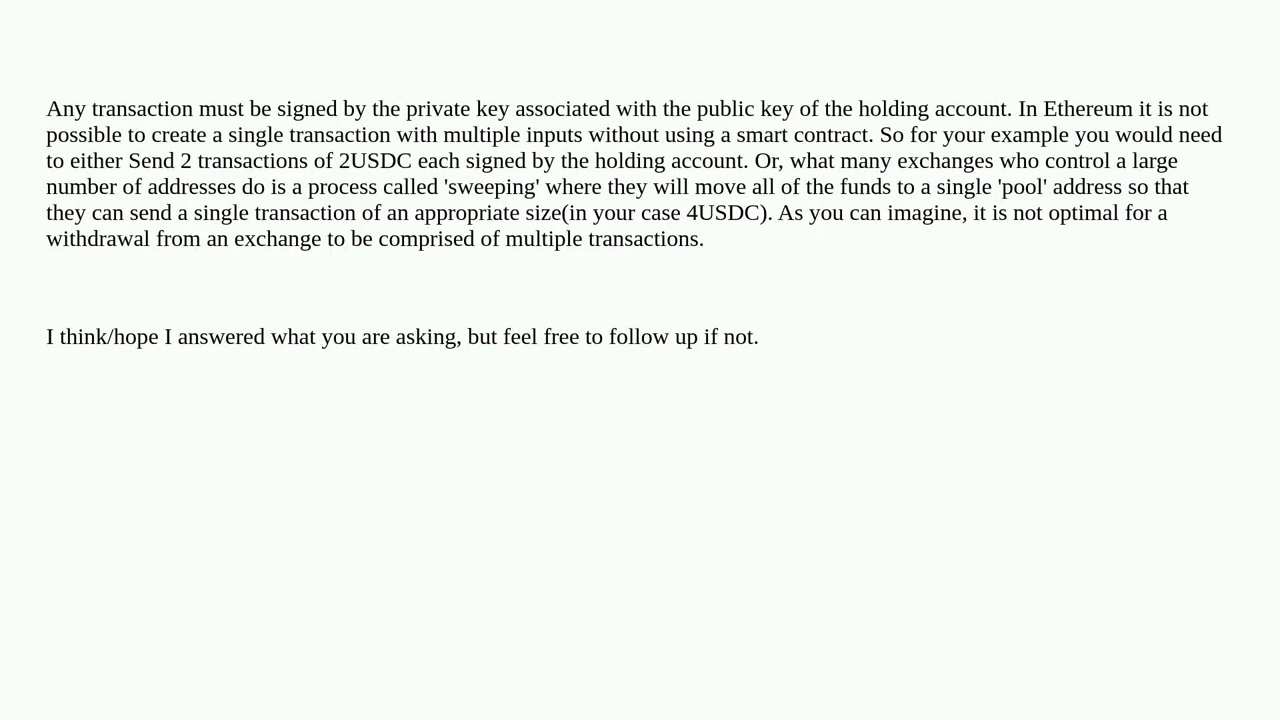 Any transaction must be signed by the private key associated with the public key of the holding account. In Ethereum it is not
possible to create a single transaction with multiple inputs without using a smart contract. So for your example you would need
to either Send 2 transactions of 2USDC each signed by the holding account. Or, what many exchanges who control a large
number of addresses do is a process called 'sweeping' where they will move all of the funds to a single 'pool' address so that
they can send a single transaction of an appropriate size(in your case 4USDC). As you can imagine, it is not optimal for a
withdrawal from an exchange to be comprised of multiple transactions.
I think/hope I answered what you are asking, but feel free to follow up if not.